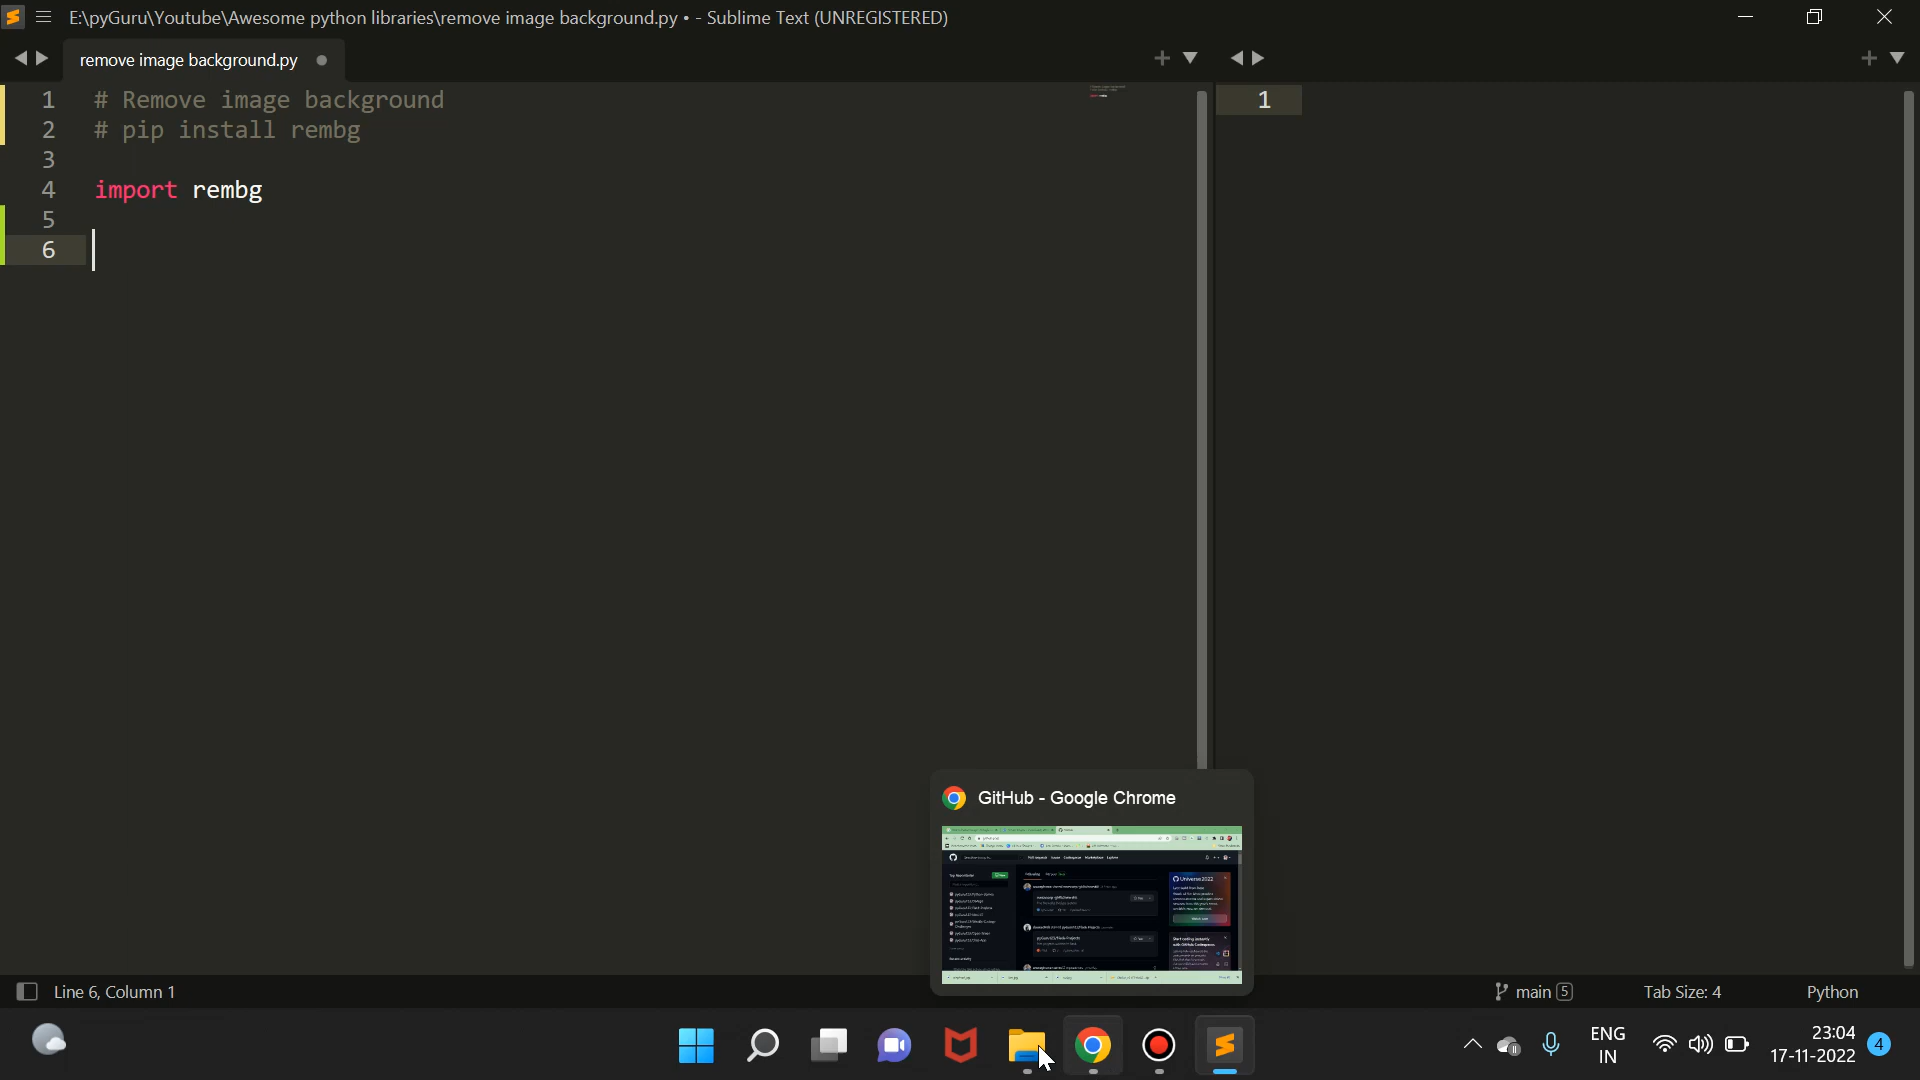 E:\pyGuru\Youtube\Awesome python libraries\remove image background.py • - Sublime Text (UNREGISTERED)
remove image background.py
1 # Remove image background
2 # pip install rembg
3
4 import rembg
5
6
1
GitHub - Google Chrome
Universe 2022
Line 6, Column 1
main 5
Tab Size: 4
Python
ENG
IN
23:04
17-11-2022
4